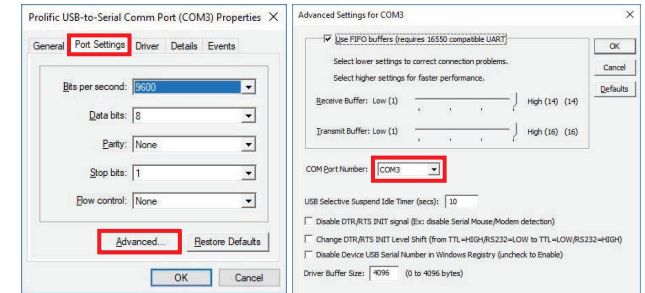 Prolific USB-to-Serial Comm Port (COM3) Properties
General Port Settings Driver Details Events
Bits per second: 9600
Data bits: 8
Parity: None
Stop bits: 1
Flow control: None
Advanced... Restore Defaults
OK Cancel
Advanced Settings for COM3
Use FIFO buffers (requires 16550 compatible UART)
OK
Select lower settings to correct connection problems.
Cancel
Select higher settings for faster performance.
Defaults
Receive Buffer: Low (1) High (14) (14)
Transmit Buffer: Low (1) High (16) (16)
COM Port Number: COM3
USB Selective Suspend Idle Timer (secs): 10
Disable DTR/RTS INIT signal (Ex: disable Serial Mouse/Modem detection)
Change DTR/RTS INIT Level Shift (from TTL=HIGH/RS232=LOW to TTL=LOW/RS232=HIGH)
Disable Device USB Serial Number in Windows Registry (uncheck to Enable)
Driver Buffer Size: 4096 (0 to 4096 bytes)